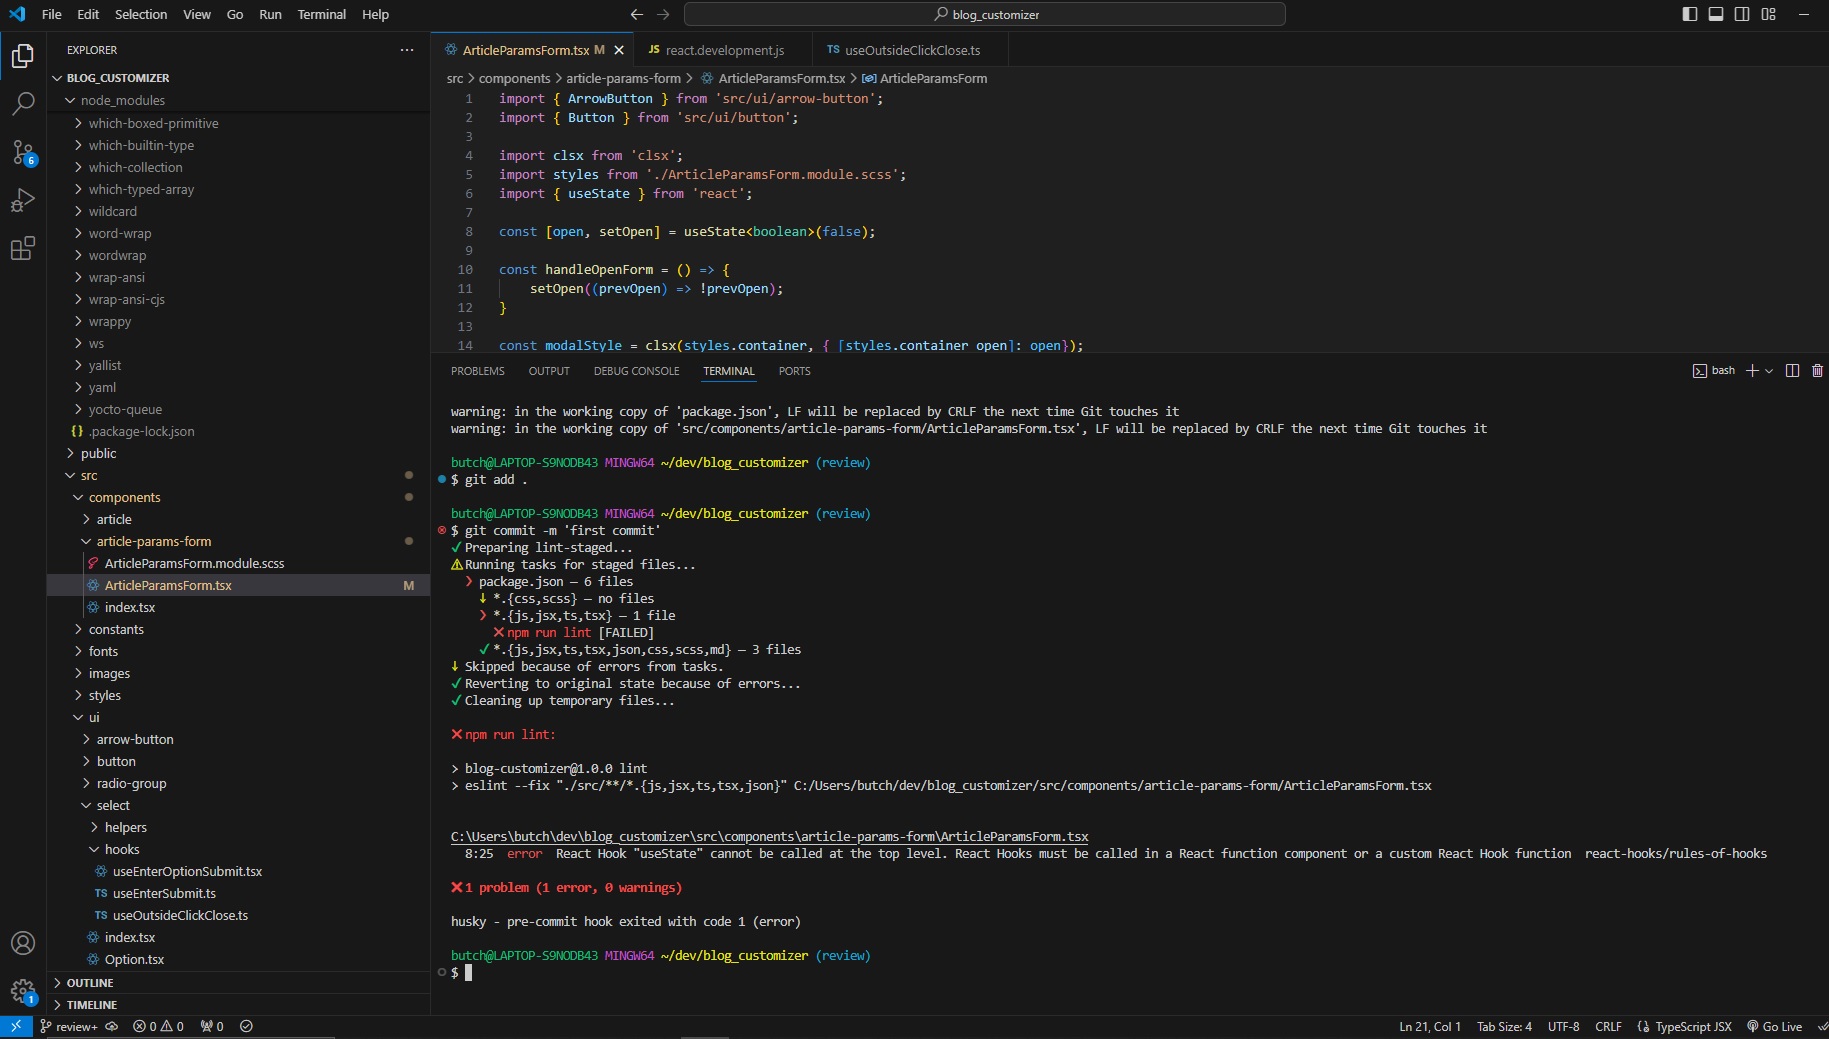 File Edit Selection View Go Run Terminal Help
blog_customizer
EXPLORER
BLOG_CUSTOMIZER
node_modules
which-boxed-primitive
which-builtin-type
which-collection
which-typed-array
wildcard
word-wrap
wordwrap
wrap-ansi
wrap-ansi-cjs
wrappy
ws
yallist
yaml
yocto-queue
{} .package-lock.json
public
src
components
article
article-params-form
ArticleParamsForm.module.scss
ArticleParamsForm.tsx M
index.tsx
constants
fonts
images
styles
ui
arrow-button
button
radio-group
select
helpers
hooks
useEnterOptionSubmit.tsx
TS useEnterSubmit.ts
TS useOutsideClickClose.ts
index.tsx
Option.tsx
OUTLINE
TIMELINE
6
1
ArticleParamsForm.tsx M
JS react.development.js
TS useOutsideClickClose.ts
src > components > article-params-form > ArticleParamsForm.tsx > ArticleParamsForm
1 import { ArrowButton } from 'src/ui/arrow-button';
2 import { Button } from 'src/ui/button';
3
4 import clsx from 'clsx';
5 import styles from './ArticleParamsForm.module.scss';
6 import { useState } from 'react';
7
8 const [open, setOpen] = useState<boolean>(false);
9
10 const handleOpenForm = () => {
11 setOpen((prevOpen) => !prevOpen);
12 }
13
14 const modalStyle = clsx(styles.container, { [styles.container_open]: open});
PROBLEMS OUTPUT DEBUG CONSOLE TERMINAL PORTS
bash
warning: in the working copy of 'package.json', LF will be replaced by CRLF the next time Git touches it
warning: in the working copy of 'src/components/article-params-form/ArticleParamsForm.tsx', LF will be replaced by CRLF the next time Git touches it
butch@LAPTOP-S9NODB43 MINGW64 ~/dev/blog_customizer (review)
$ git add .
butch@LAPTOP-S9NODB43 MINGW64 ~/dev/blog_customizer (review)
$ git commit -m 'first commit'
✔ Preparing lint-staged...
⚠ Running tasks for staged files...
❯ package.json — 6 files
↓ *.{css,scss} — no files
❯ *.{js,jsx,ts,tsx} — 1 file
✖ npm run lint [FAILED]
✔ *.{js,jsx,ts,tsx,json,css,scss,md} — 3 files
↓ Skipped because of errors from tasks.
✔ Reverting to original state because of errors...
✔ Cleaning up temporary files...
✖ npm run lint:
> blog-customizer@1.0.0 lint
> eslint --fix "./src/**/*.{js,jsx,ts,tsx,json}" C:/Users/butch/dev/blog_customizer/src/components/article-params-form/ArticleParamsForm.tsx
C:\Users\butch\dev\blog_customizer\src\components\article-params-form\ArticleParamsForm.tsx
8:25 error React Hook "useState" cannot be called at the top level. React Hooks must be called in a React function component or a custom React Hook function react-hooks/rules-of-hooks
✖ 1 problem (1 error, 0 warnings)
husky - pre-commit hook exited with code 1 (error)
butch@LAPTOP-S9NODB43 MINGW64 ~/dev/blog_customizer (review)
$
review+ 0 0 0
Ln 21, Col 1 Tab Size: 4 UTF-8 CRLF TypeScript JSX Go Live